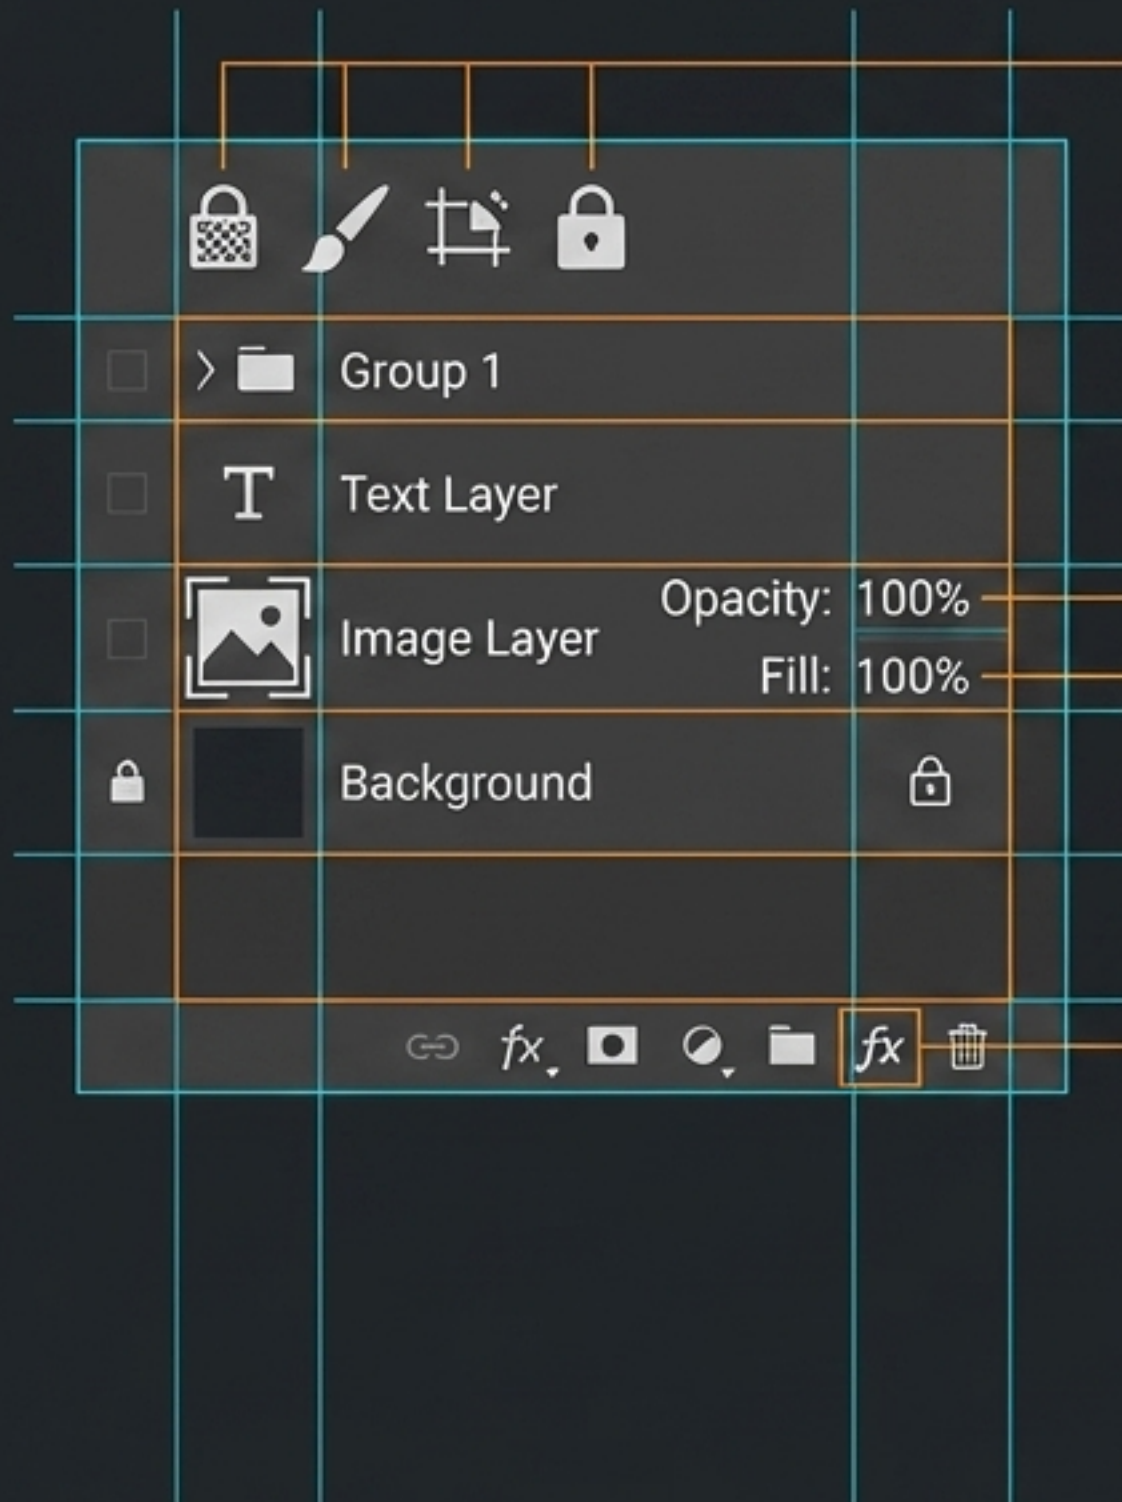 Group 1
T
Text Layer
Opacity: 100%
Image Layer
Fill: 100%
Background
fx
fx